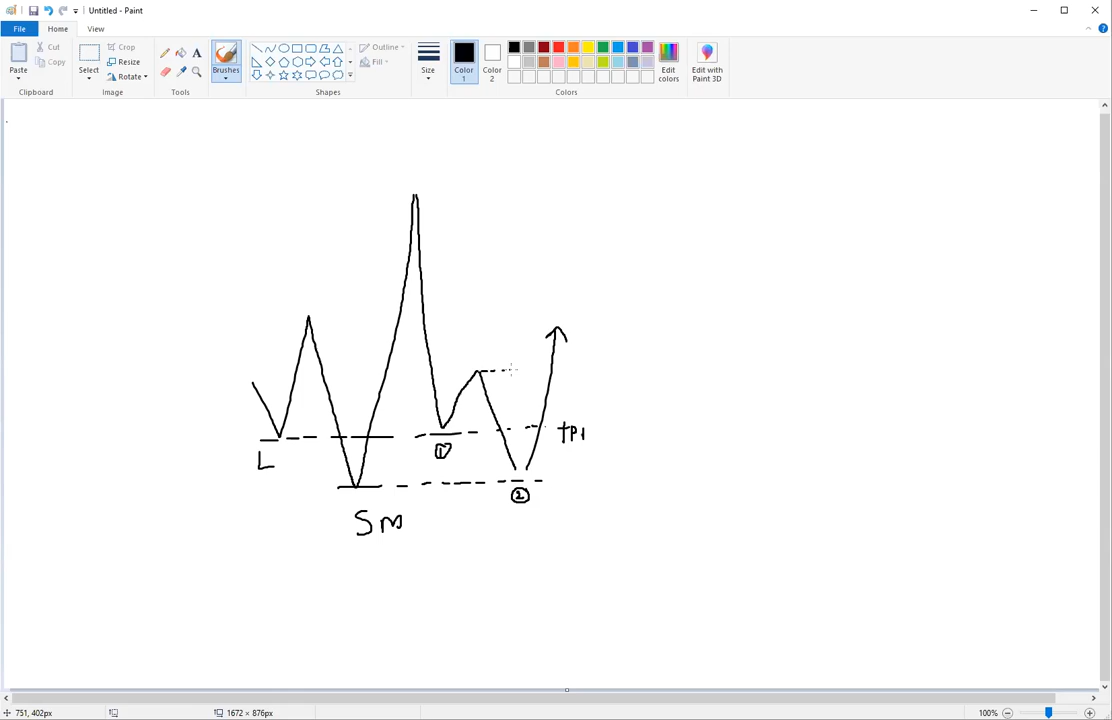 Untitled - Paint
File
Home
View
Paste
Cut
Copy
Clipboard
Select
Crop
Resize
Rotate
Image
Tools
Brushes
Outline
Fill
Shapes
Size
Color
1
Color
2
Edit
colors
Colors
Edit with
Paint 3D
tp1
①
L
②
Sm
751, 402px
1672 × 876px
100%